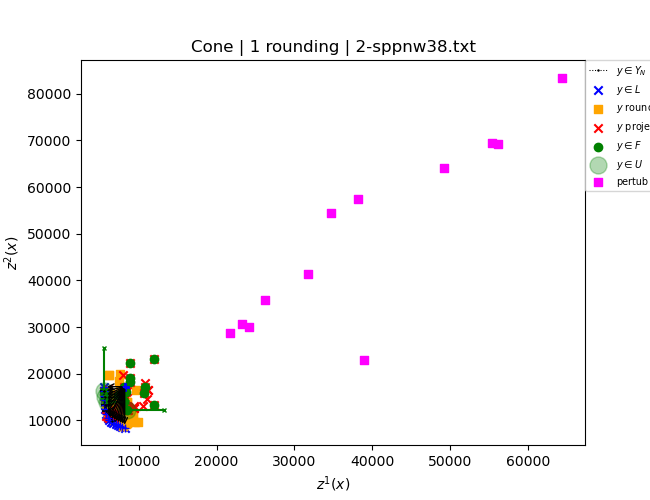 Cone | 1 rounding | 2-sppnw38.txt
z²(x)
80000
70000
60000
50000
40000
30000
20000
10000
10000 20000 30000 40000 50000 60000
z¹(x)
y ∈ Y_N
y ∈ L
y roun
y proje
y ∈ F
y ∈ U
pertub